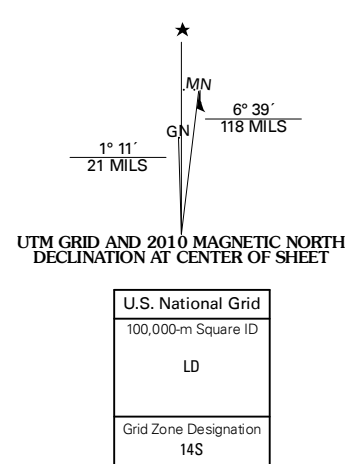 MN
6° 39´
118 MILS
GN
1° 11´
21 MILS
UTM GRID AND 2010 MAGNETIC NORTH
DECLINATION AT CENTER OF SHEET
U.S. National Grid
100,000-m Square ID
LD
Grid Zone Designation
14S